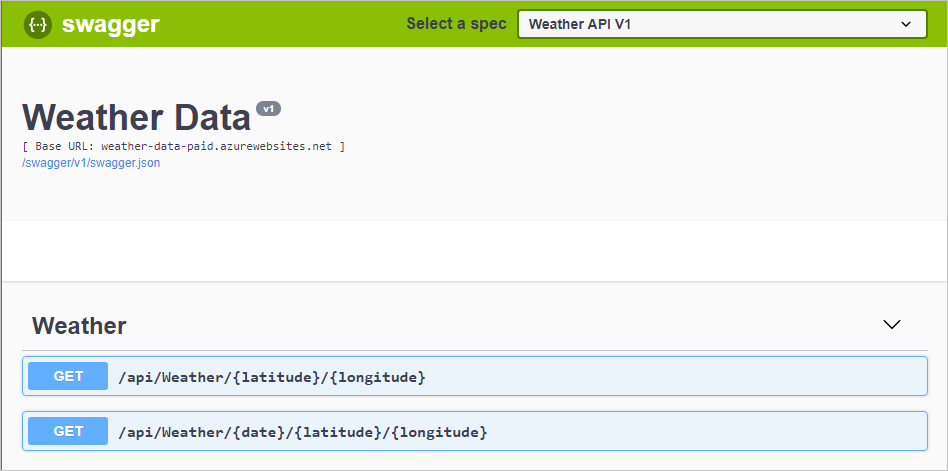 {···} swagger
Select a spec
Weather API V1
Weather Data v1
[ Base URL: weather-data-paid.azurewebsites.net ]
/swagger/v1/swagger.json
Weather
GET /api/Weather/{latitude}/{longitude}
GET /api/Weather/{date}/{latitude}/{longitude}